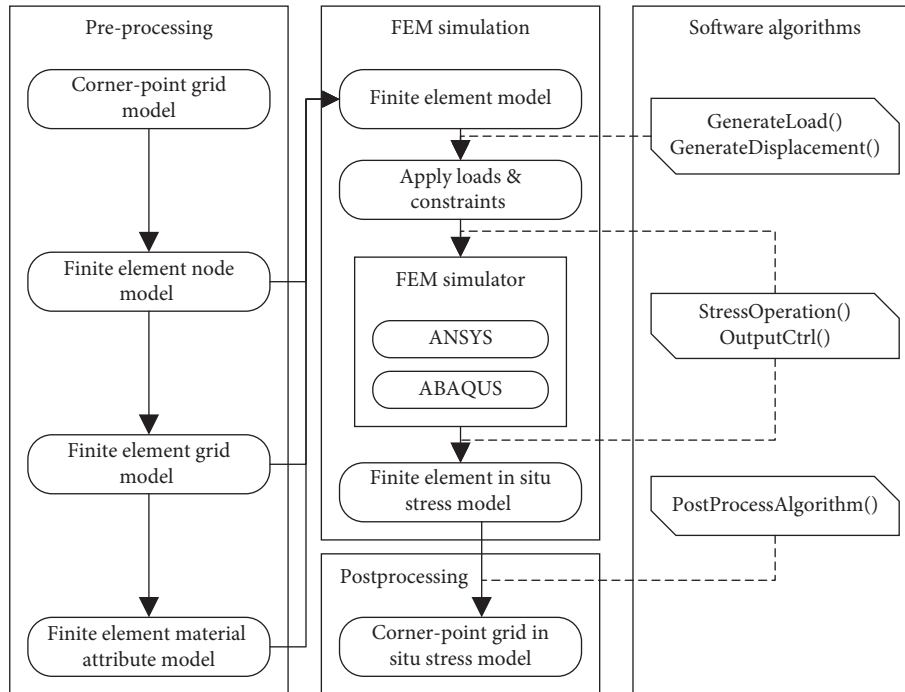 Pre-processing
Corner-point grid
model
Finite element node
model
Finite element grid
model
Finite element material
attribute model
FEM simulation
Finite element model
Apply loads &
constraints
FEM simulator
ANSYS
ABAQUS
Finite element in situ
stress model
Postprocessing
Corner-point grid in
situ stress model
Software algorithms
GenerateLoad()
GenerateDisplacement()
StressOperation()
OutputCtrl()
PostProcessAlgorithm()